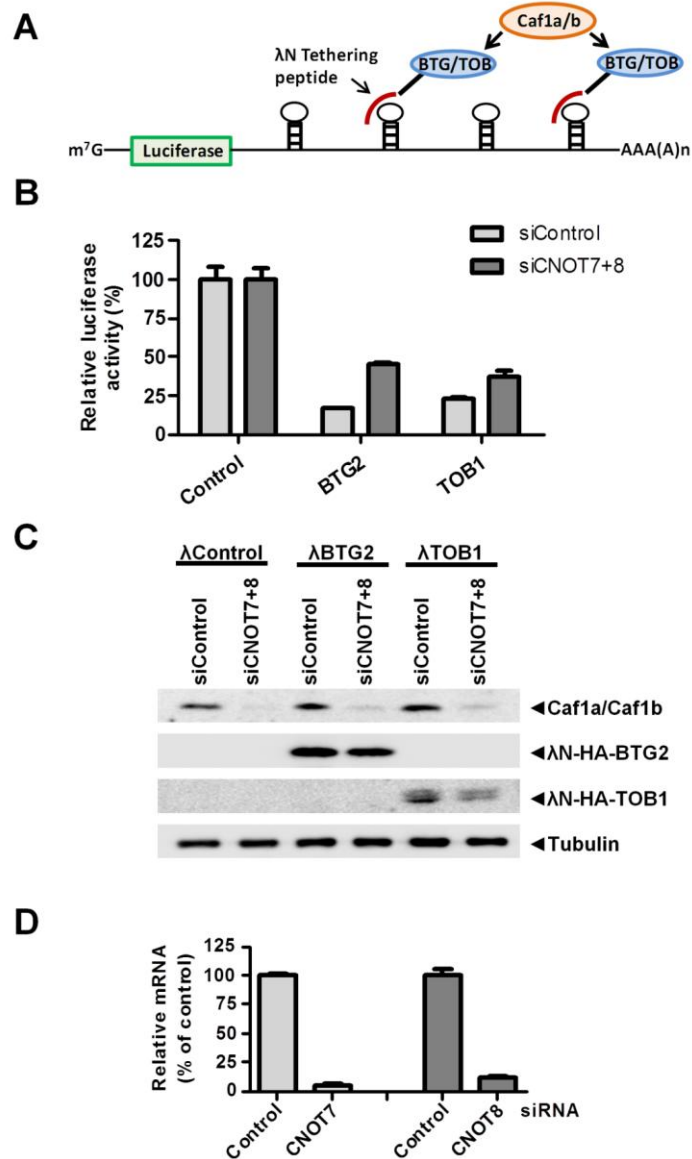 A
λN Tethering
peptide
Caf1a/b
BTG/TOB
BTG/TOB
m⁷G
Luciferase
AAA(A)n
B
Relative luciferase
activity (%)
125
100
75
50
25
0
siControl
siCNOT7+8
Control
BTG2
TOB1
C
λControl
λBTG2
λTOB1
siControl
siCNOT7+8
siControl
siCNOT7+8
siControl
siCNOT7+8
◄Caf1a/Caf1b
◄λN-HA-BTG2
◄λN-HA-TOB1
◄Tubulin
D
Relative mRNA
(% of control)
125
100
75
50
25
0
Control
CNOT7
Control
CNOT8
siRNA